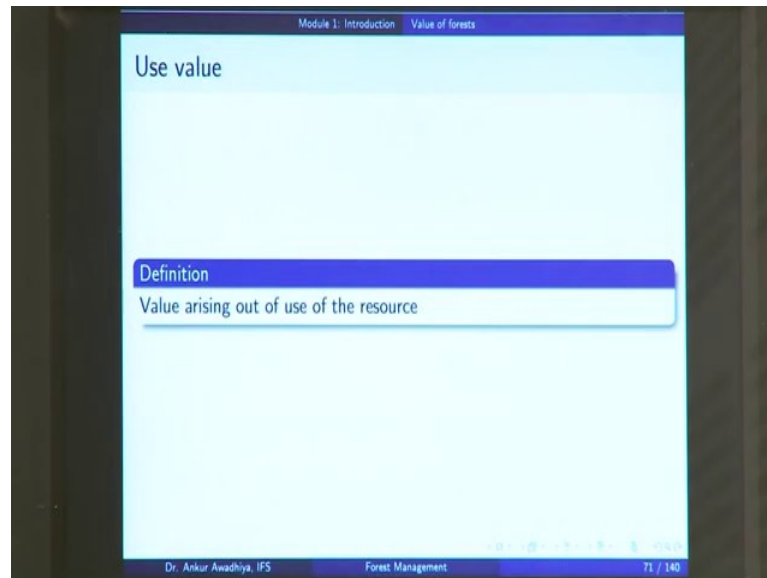 Module 1: Introduction Value of forests
Use value
Definition
Value arising out of use of the resource
Dr. Ankur Awadhiya, IFS Forest Management 71 / 140